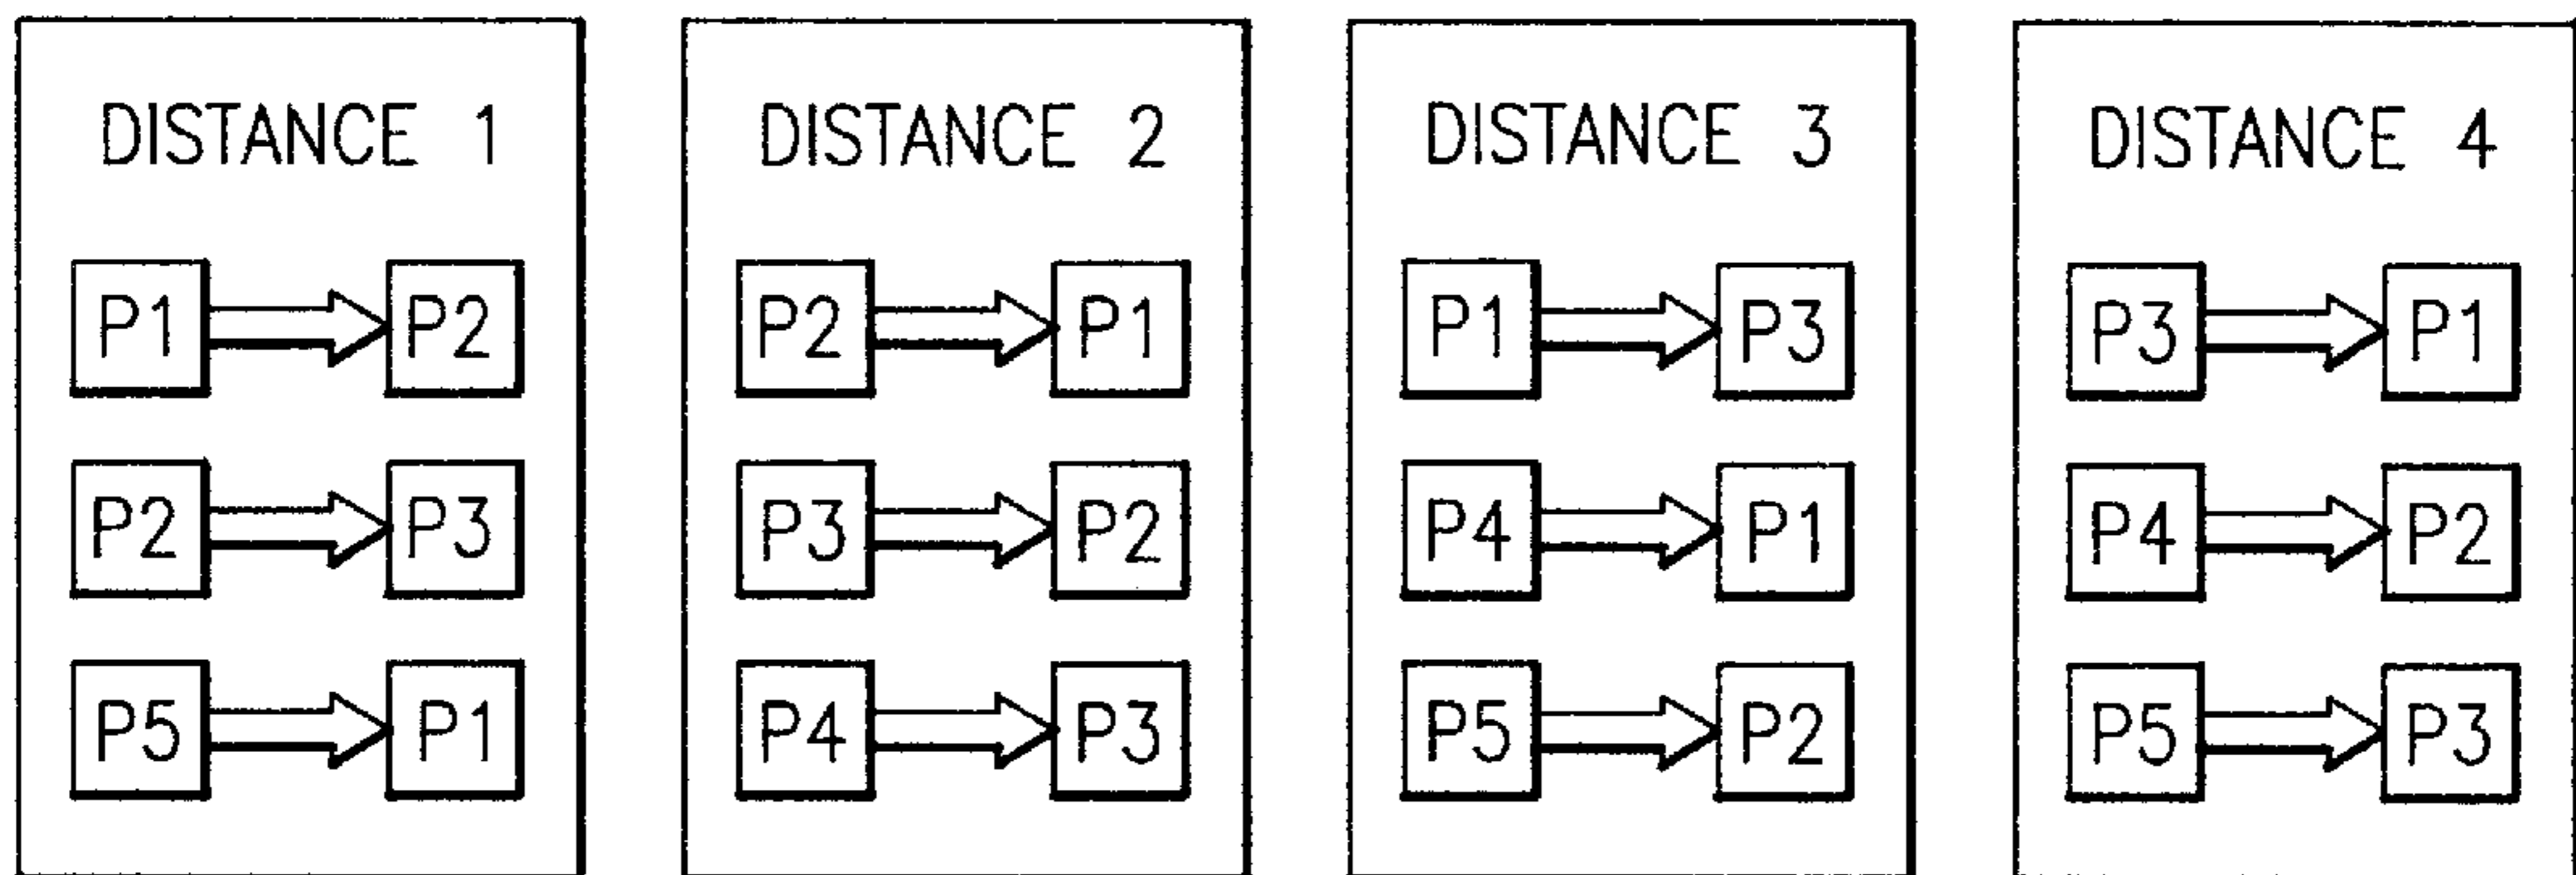 DISTANCE 1
P1 P2
P2 P3
P5 P1
DISTANCE 2
P2 P1
P3 P2
P4 P3
DISTANCE 3
P1 P3
P4 P1
P5 P2
DISTANCE 4
P3 P1
P4 P2
P5 P3